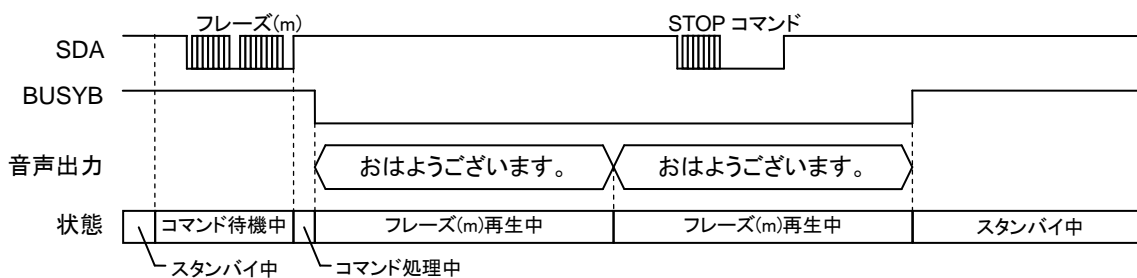 フレーズ(m)
STOP コマンド
SDA
BUSYB
音声出力
おはようございます。
おはようございます。
状態
コマンド待機中
フレーズ(m)再生中
フレーズ(m)再生中
スタンバイ中
スタンバイ中
コマンド処理中